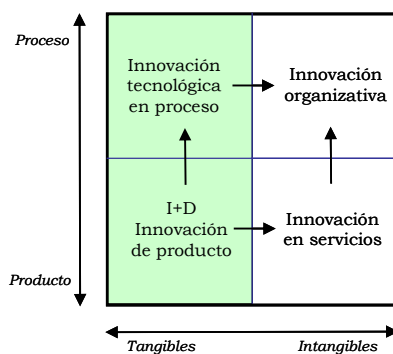 Proceso
Innovación
tecnológica
en proceso
Innovación
organizativa
I+D
Innovación
de producto
Innovación
en servicios
Producto
Tangibles
Intangibles